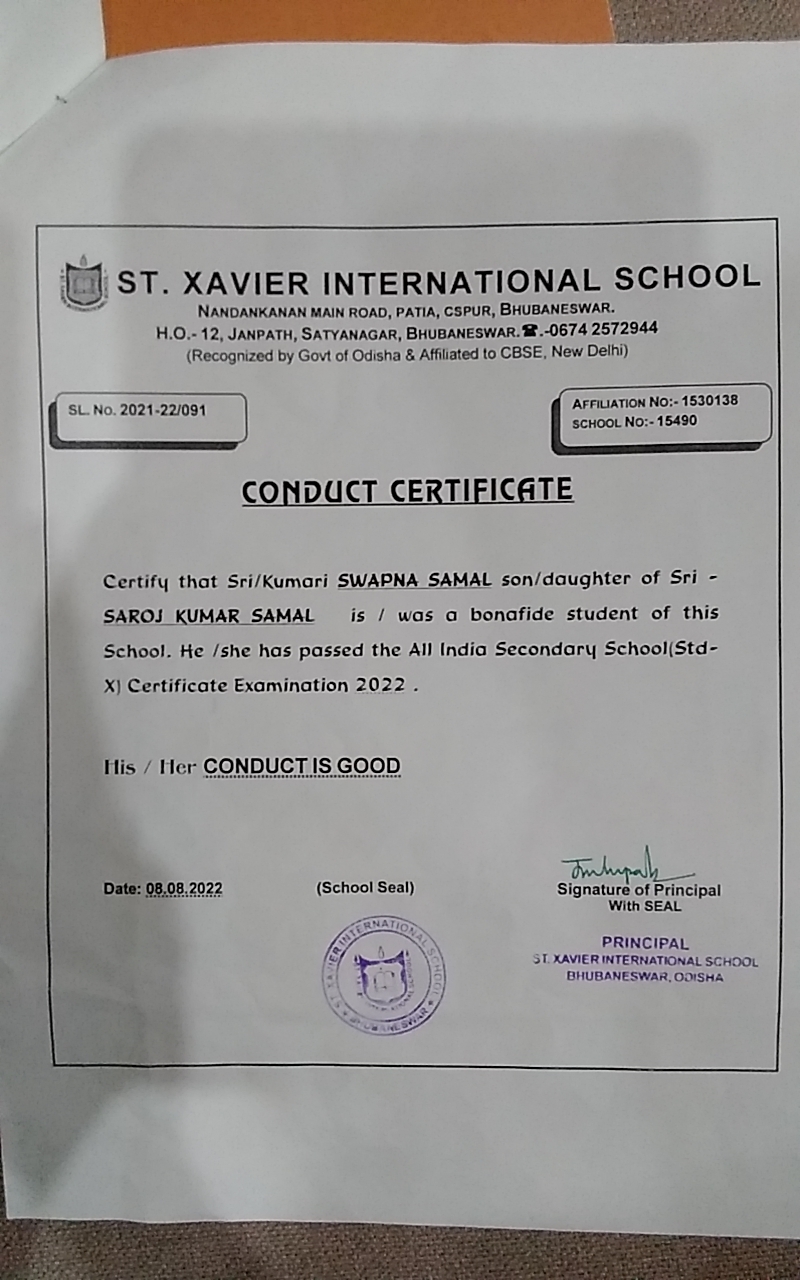 ST. XAVIER INTERNATIONAL SCHOOL
NANDANKANAN MAIN ROAD, PATIA, CSPUR, BHUBANESWAR.
H.O.- 12, JANPATH, SATYANAGAR, BHUBANESWAR.☎.-0674 2572944
(Recognized by Govt of Odisha & Affiliated to CBSE, New Delhi)
SL. No. 2021-22/091
AFFILIATION No:- 1530138
SCHOOL NO:- 15490
CONDUCT CERTIFICATE
Certify that Sri/Kumari SWAPNA SAMAL son/daughter of Sri -
SAROJ KUMAR SAMAL is / was a bonafide student of this
School. He /she has passed the All India Secondary School(Std-
X) Certificate Examination 2022 .
His / Her CONDUCT IS GOOD
Date: 08.08.2022
(School Seal)
Signature of Principal
With SEAL
PRINCIPAL
ST. XAVIER INTERNATIONAL SCHOOL
BHUBANESWAR, ODISHA
ST. XAVIER INTERNATIONAL SCHOOL
BHUBANESWAR